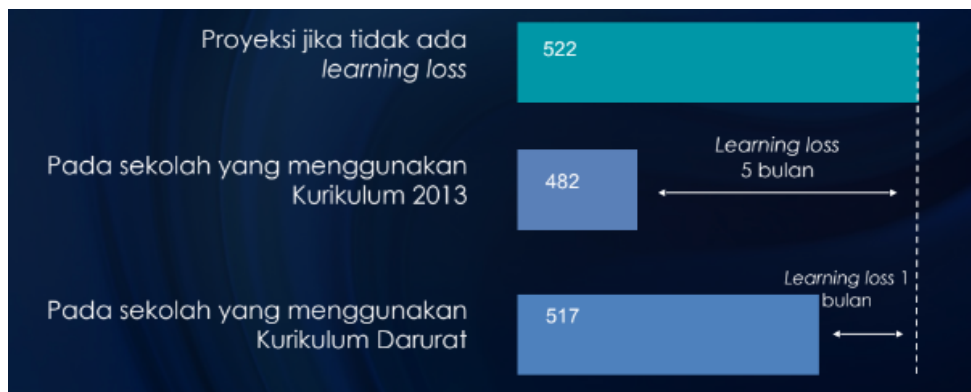 Proyeksi jika tidak ada
learning loss
522
Pada sekolah yang menggunakan
Kurikulum 2013
482
Learning loss
5 bulan
Pada sekolah yang menggunakan
Kurikulum Darurat
517
Learning loss 1
bulan